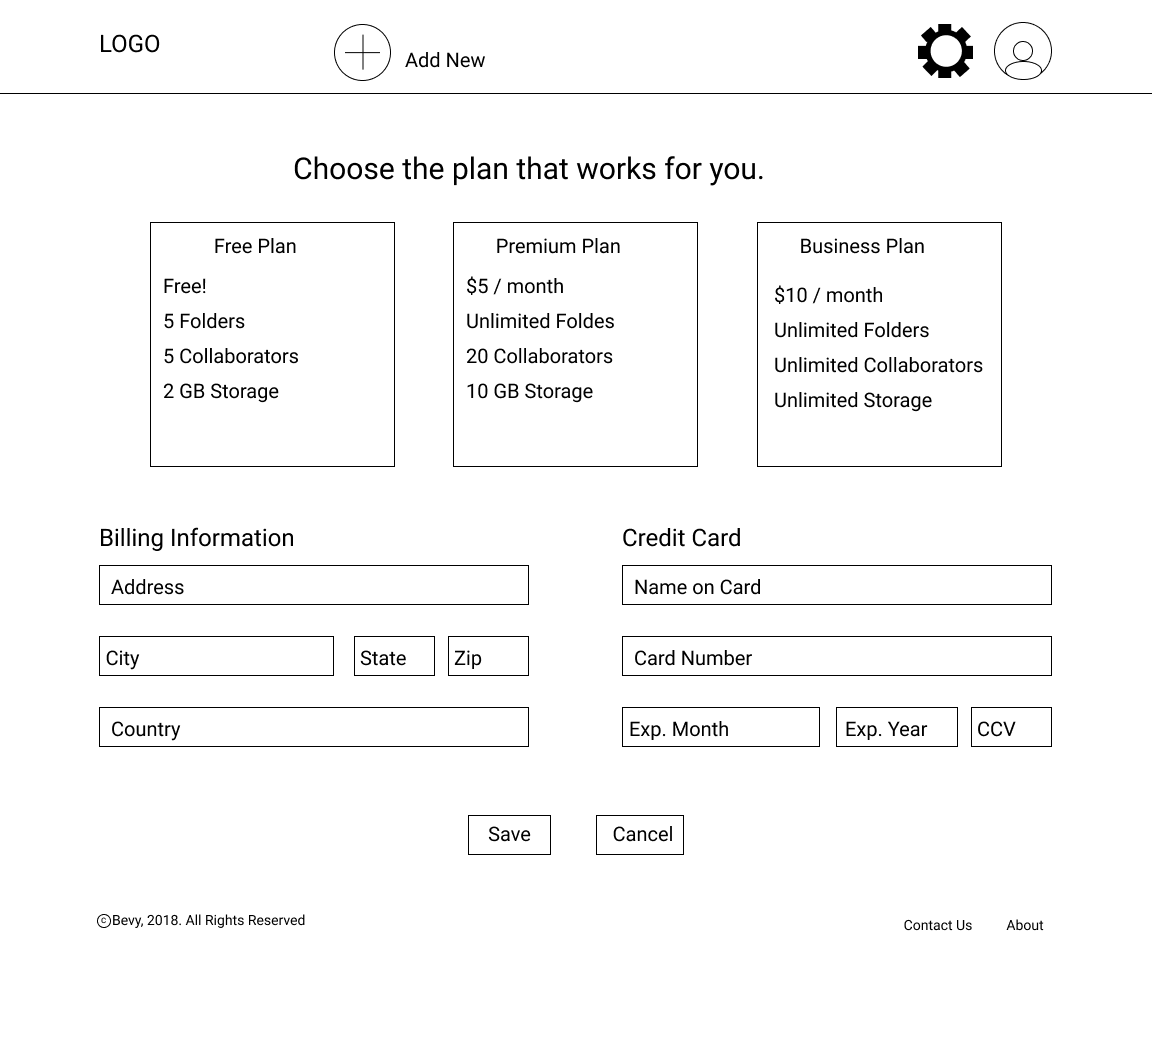 LOGO
Add New
Choose the plan that works for you.
Free Plan
Free!
5 Folders
5 Collaborators
2 GB Storage
Premium Plan
$5 / month
Unlimited Foldes
20 Collaborators
10 GB Storage
Business Plan
$10 / month
Unlimited Folders
Unlimited Collaborators
Unlimited Storage
Billing Information
Address
City
State
Zip
Country
Credit Card
Name on Card
Card Number
Exp. Month
Exp. Year
CCV
Save
Cancel
©Bevy, 2018. All Rights Reserved
Contact Us
About